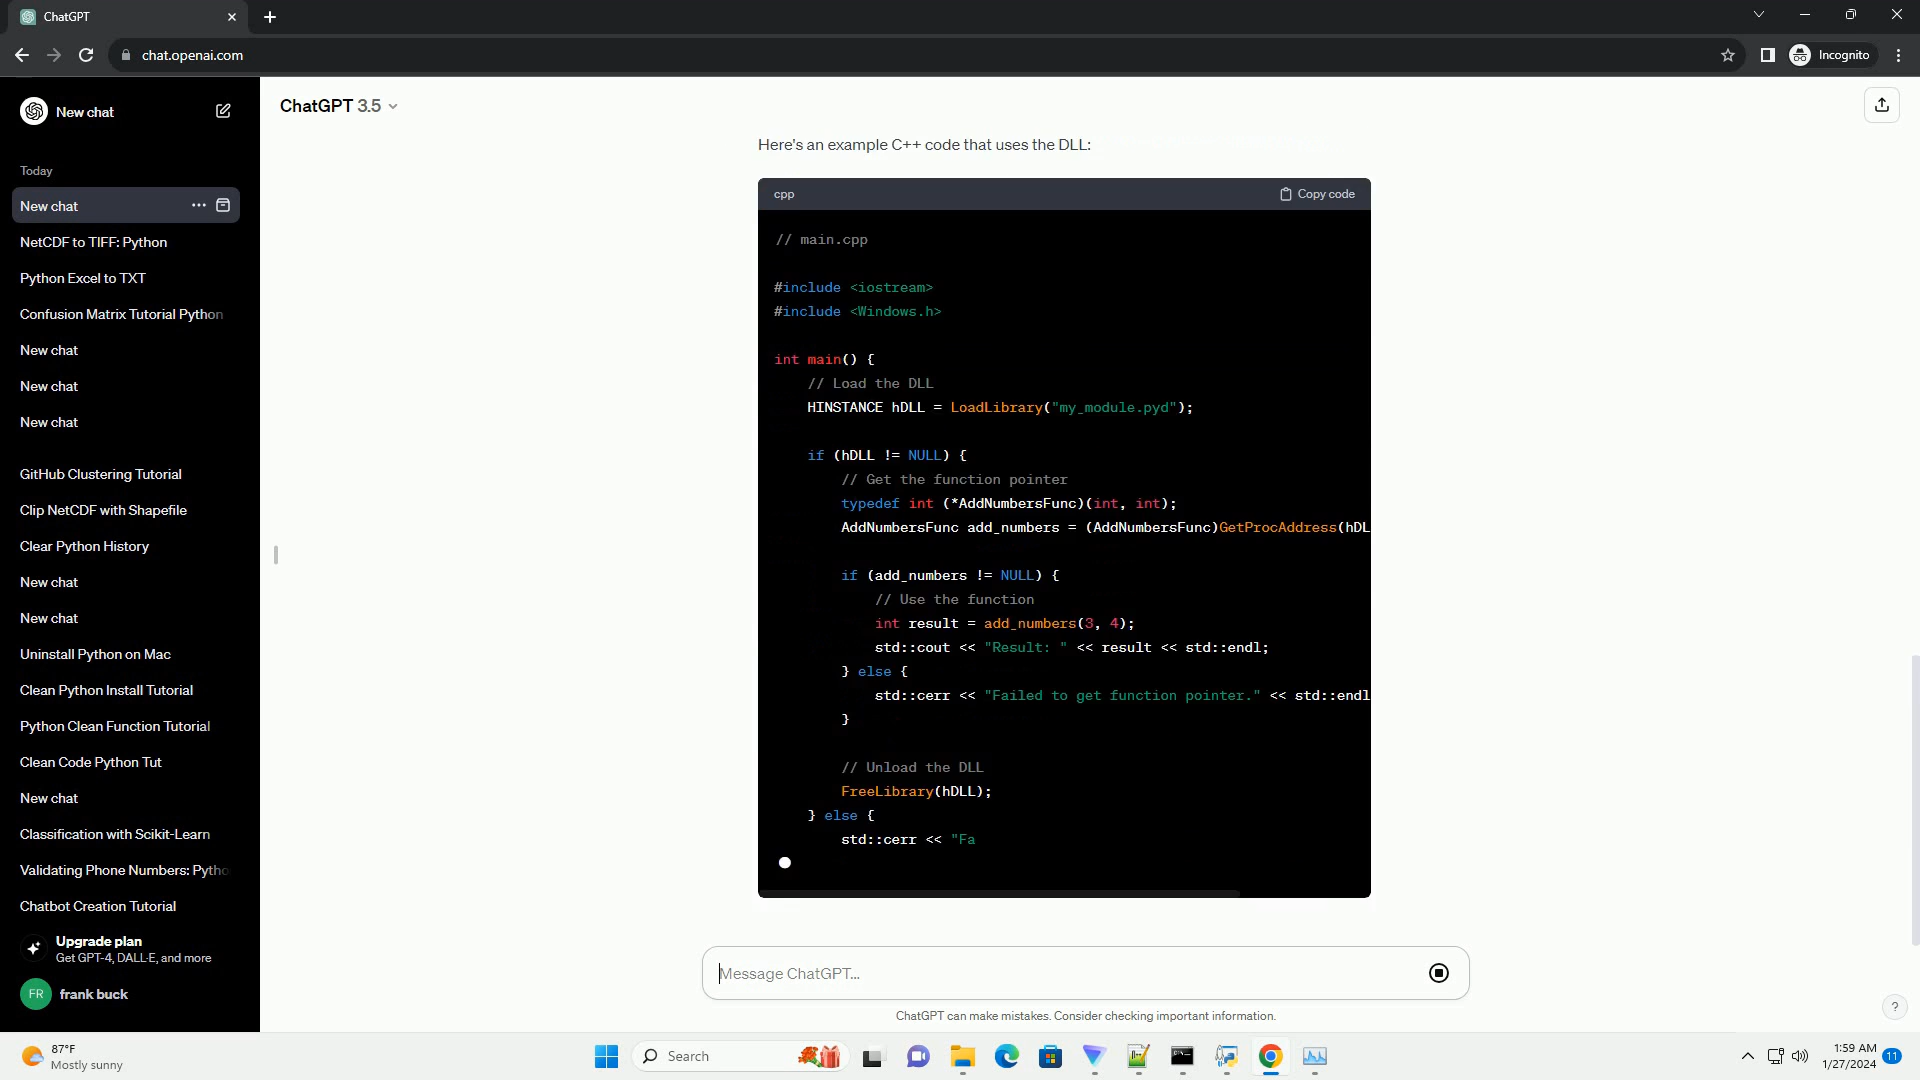 ChatGPT
chat.openai.com
Incognito
New chat
Today
New chat
NetCDF to TIFF: Python
Python Excel to TXT
Confusion Matrix Tutorial Python
New chat
New chat
New chat
GitHub Clustering Tutorial
Clip NetCDF with Shapefile
Clear Python History
New chat
New chat
Uninstall Python on Mac
Clean Python Install Tutorial
Python Clean Function Tutorial
Clean Code Python Tut
New chat
Classification with Scikit-Learn
Validating Phone Numbers: Pytho
Chatbot Creation Tutorial
Upgrade plan
Get GPT-4, DALL·E, and more
FR frank buck
ChatGPT 3.5
Here's an example C++ code that uses the DLL:
cpp Copy code
// main.cpp
#include <iostream>
#include <Windows.h>
int main() {
// Load the DLL
HINSTANCE hDLL = LoadLibrary("my_module.pyd");
if (hDLL != NULL) {
// Get the function pointer
typedef int (*AddNumbersFunc)(int, int);
AddNumbersFunc add_numbers = (AddNumbersFunc)GetProcAddress(hDL
if (add_numbers != NULL) {
// Use the function
int result = add_numbers(3, 4);
std::cout << "Result: " << result << std::endl;
} else {
std::cerr << "Failed to get function pointer." << std::endl
}
// Unload the DLL
FreeLibrary(hDLL);
} else {
std::cerr << "Fa
Message ChatGPT...
ChatGPT can make mistakes. Consider checking important information.
?
87°F
Mostly sunny
Search
1:59 AM
1/27/2024
11